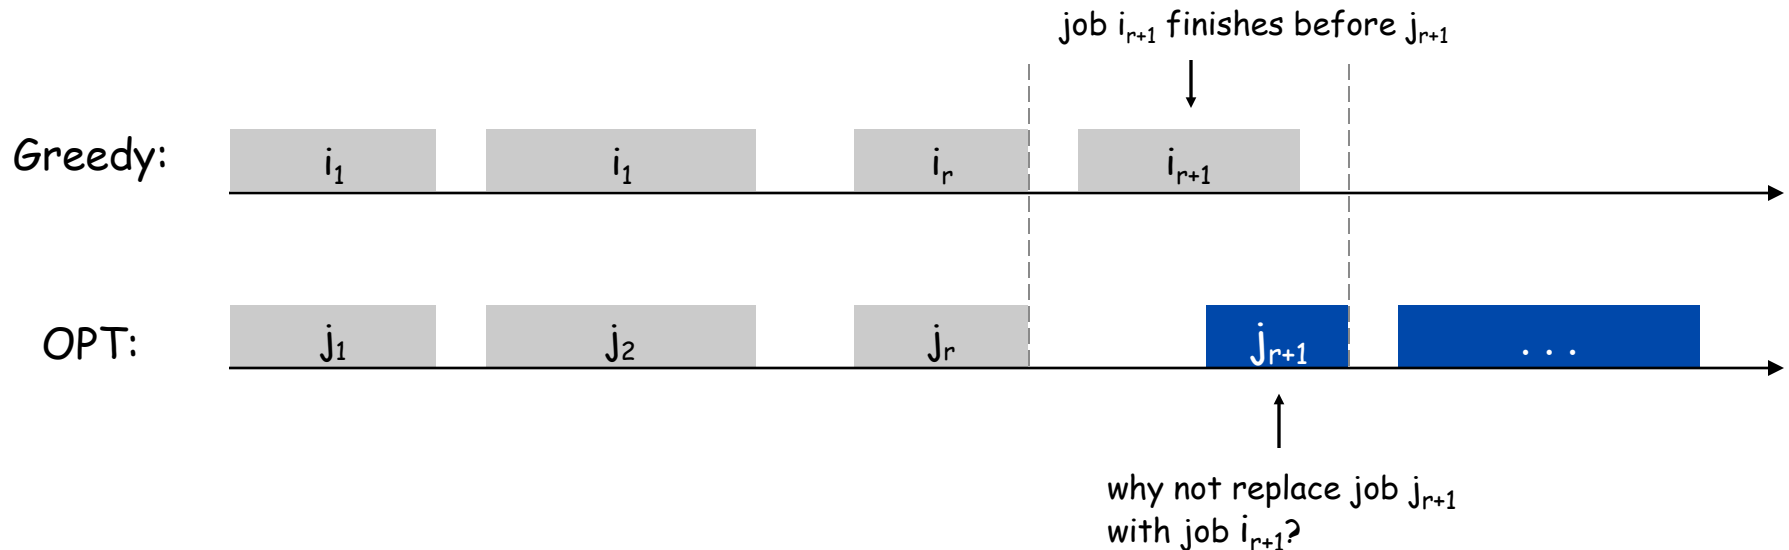 job i_{r+1} finishes before j_{r+1}
Greedy: i_1 i_1 i_r i_{r+1}
OPT: j_1 j_2 j_r j_{r+1} . . .
why not replace job j_{r+1}
with job i_{r+1}?